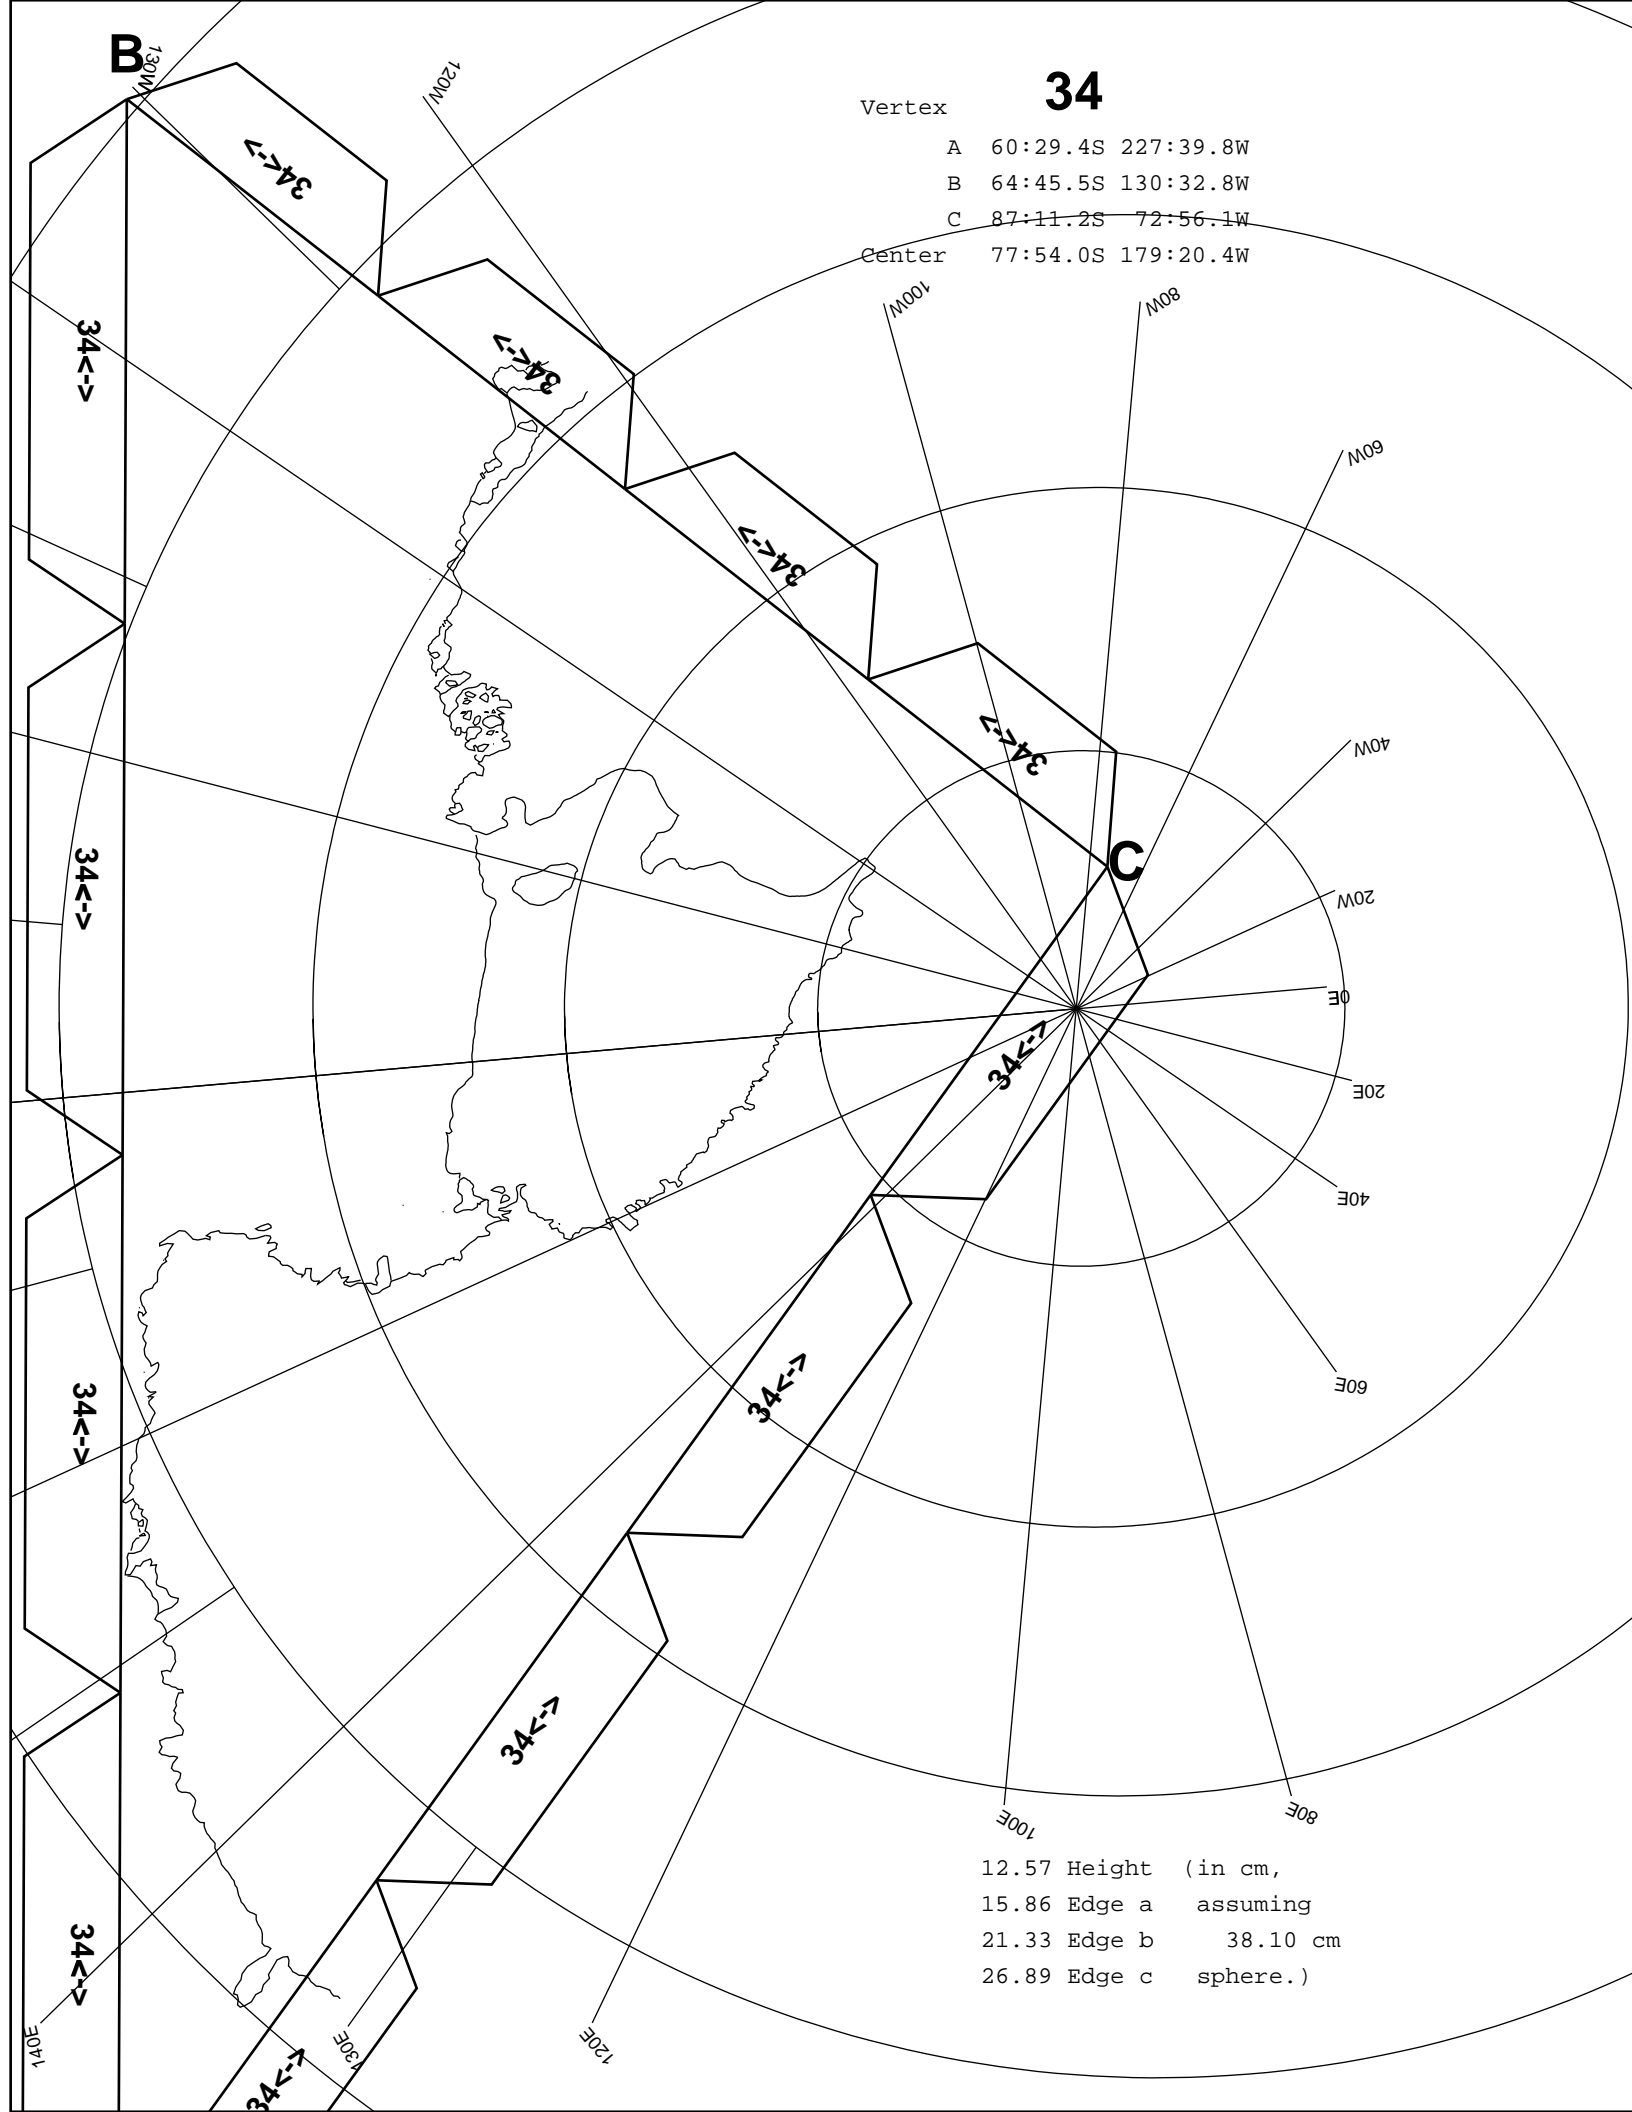 B
130W
120W
Vertex 34
A 60:29.4S 227:39.8W
B 64:45.5S 130:32.8W
C 87:11.2S 72:56.1W
Center 77:54.0S 179:20.4W
34<->
100W
80W
34<->
34<->
60W
34<->
34<->
40W
C
34<->
20W
0E
34<->
20E
40E
34<->
60E
34<->
34<->
80E
100E
12.57 Height (in cm,
15.86 Edge a assuming
21.33 Edge b 38.10 cm
26.89 Edge c sphere.)
34<->
140E
130E
120E
34<->